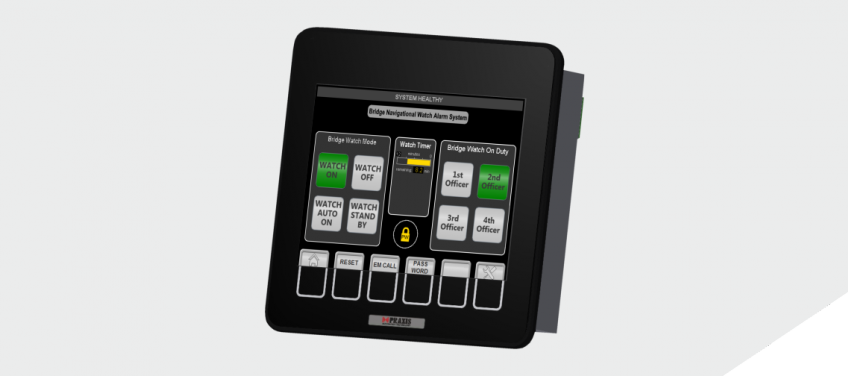 SYSTEM HEALTHY
Bridge Navigational Watch Alarm System
Bridge Watch Mode
WATCH
ON
WATCH
OFF
WATCH
AUTO
ON
WATCH
STAND
BY
Watch Timer
minutes
remaining
Bridge Watch On Duty
1st
Officer
2nd
Officer
3rd
Officer
4th
Officer
RESET
EM CALL
PASS
WORD
PRAXIS